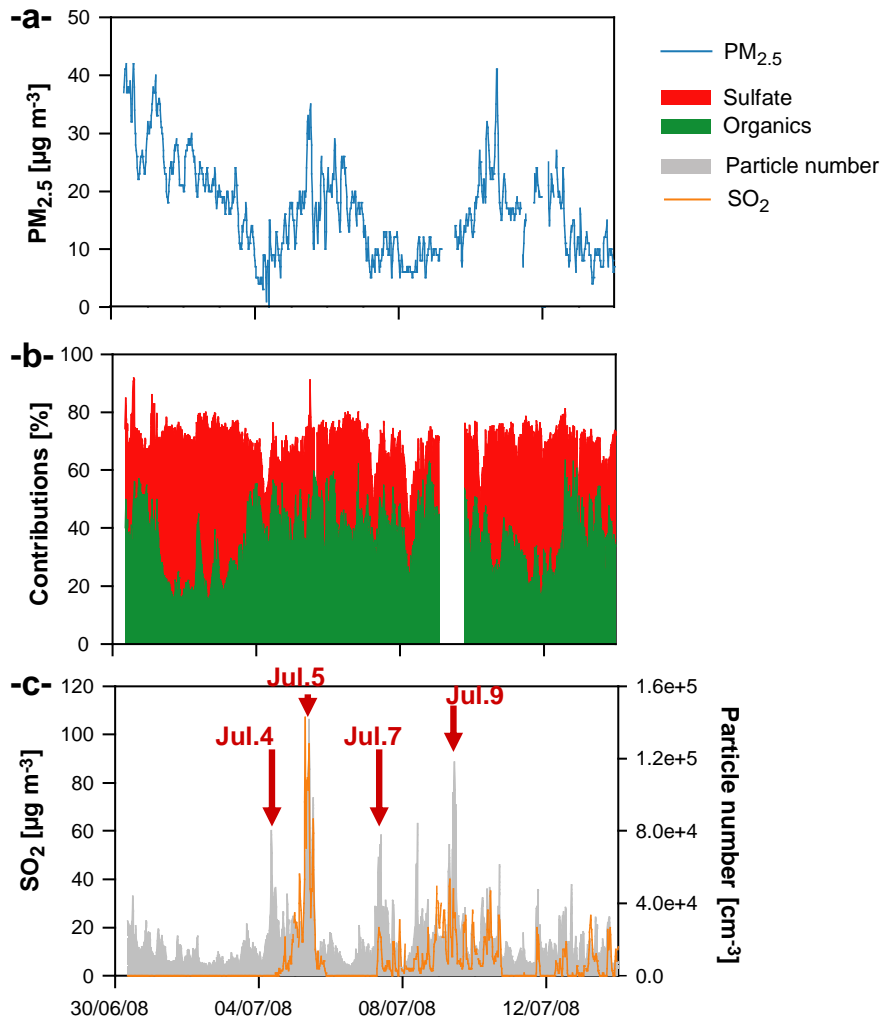 -a-
50
40
30
20
10
0
PM2.5 [µg m-3]
PM2.5
Sulfate
Organics
Particle number
SO2
-b-
100
80
60
40
20
0
Contributions [%]
-c-
120
100
80
60
40
20
0
SO2 [µg m-3]
Jul.4
Jul.5
Jul.7
Jul.9
1.6e+5
1.2e+5
8.0e+4
4.0e+4
0.0
Particle number [cm-3]
30/06/08
04/07/08
08/07/08
12/07/08